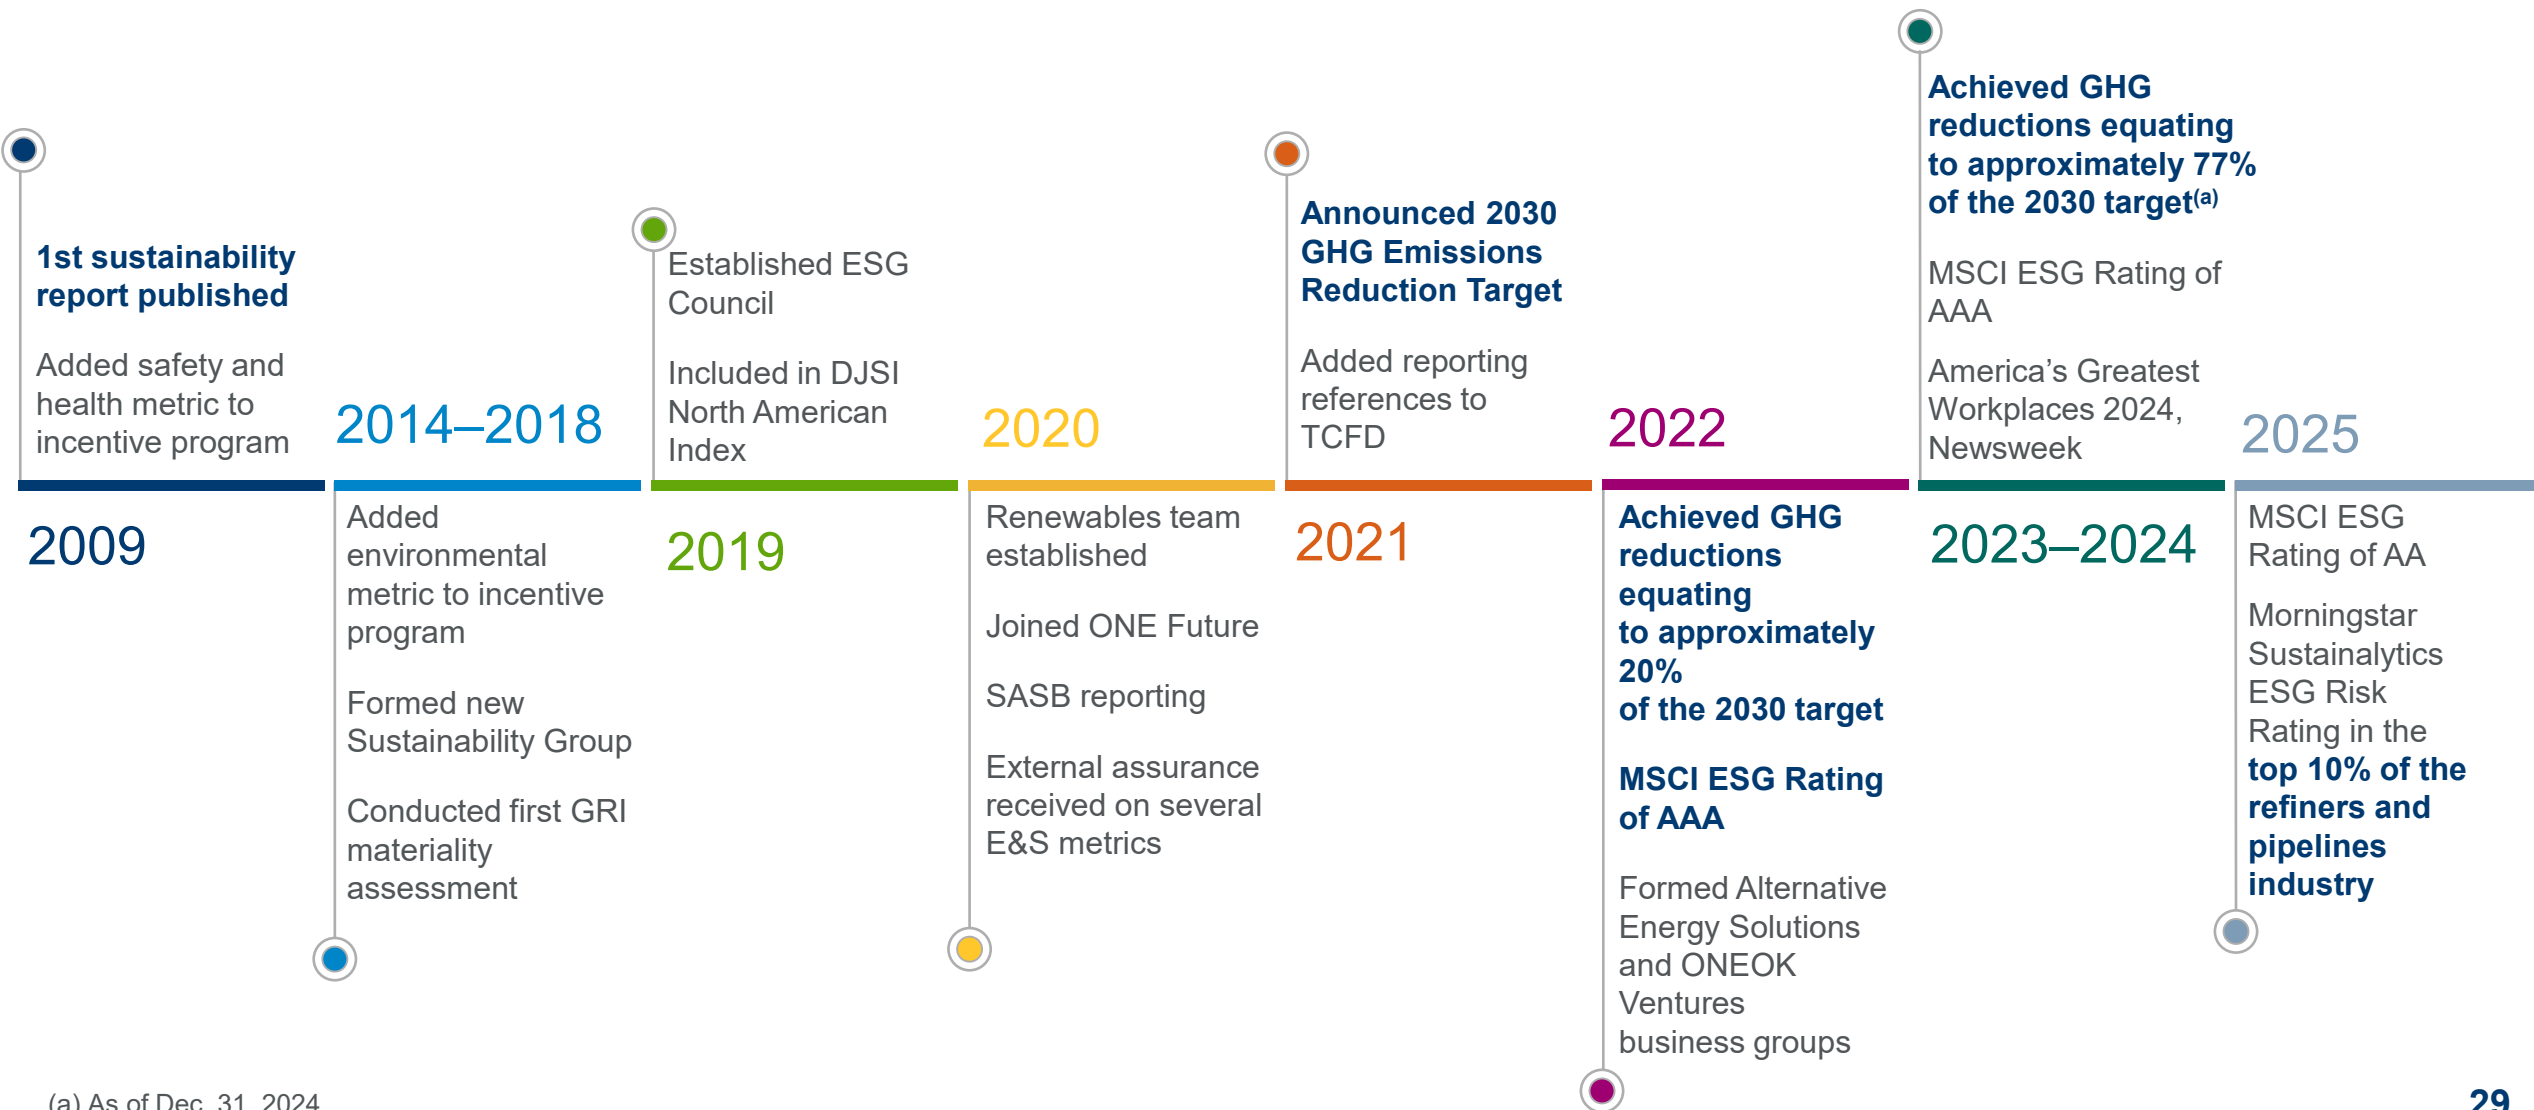 1st sustainability
report published
Added safety and
health metric to
incentive program
2009
2014–2018
Added
environmental
metric to incentive
program
Formed new
Sustainability Group
Conducted first GRI
materiality
assessment
Established ESG
Council
Included in DJSI
North American
Index
2019
2020
Renewables team
established
Joined ONE Future
SASB reporting
External assurance
received on several
E&S metrics
Announced 2030
GHG Emissions
Reduction Target
Added reporting
references to
TCFD
2021
2022
Achieved GHG
reductions
equating
to approximately
20%
of the 2030 target
MSCI ESG Rating
of AAA
Formed Alternative
Energy Solutions
and ONEOK
Ventures
business groups
Achieved GHG
reductions equating
to approximately 77%
of the 2030 target(a)
MSCI ESG Rating of
AAA
America’s Greatest
Workplaces 2024,
Newsweek
2023–2024
2025
MSCI ESG
Rating of AA
Morningstar
Sustainalytics
ESG Risk
Rating in the
top 10% of the
refiners and
pipelines
industry
(a) As of Dec. 31, 2024
29